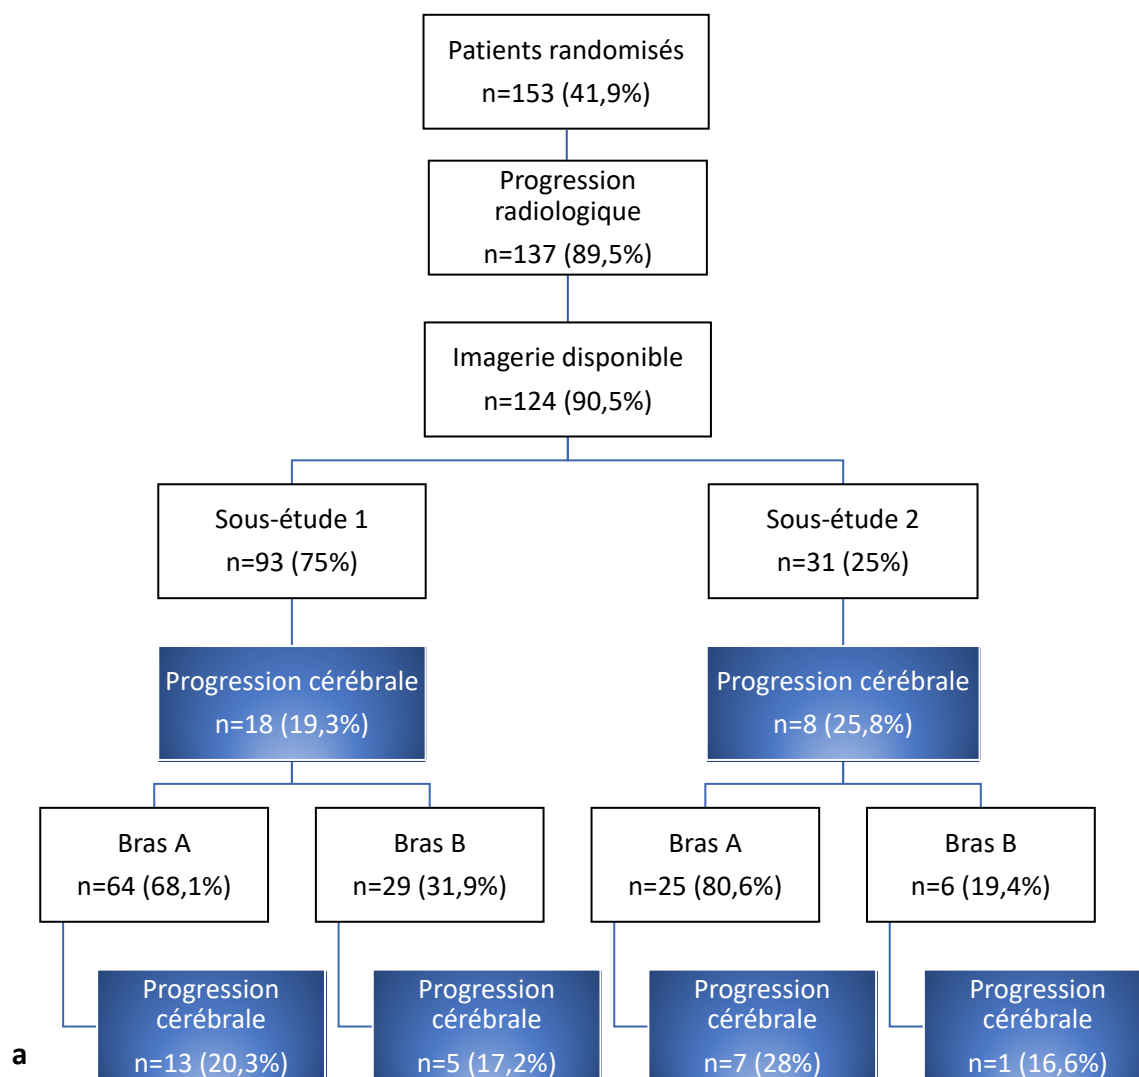 Patients randomisés
n=153 (41,9%)
Progression
radiologique
n=137 (89,5%)
Imagerie disponible
n=124 (90,5%)
Sous-étude 1
n=93 (75%)
Sous-étude 2
n=31 (25%)
Progression cérébrale
n=18 (19,3%)
Progression cérébrale
n=8 (25,8%)
Bras A
n=64 (68,1%)
Bras B
n=29 (31,9%)
Bras A
n=25 (80,6%)
Bras B
n=6 (19,4%)
Progression
cérébrale
n=13 (20,3%)
Progression
cérébrale
n=5 (17,2%)
Progression
cérébrale
n=7 (28%)
Progression
cérébrale
n=1 (16,6%)
a